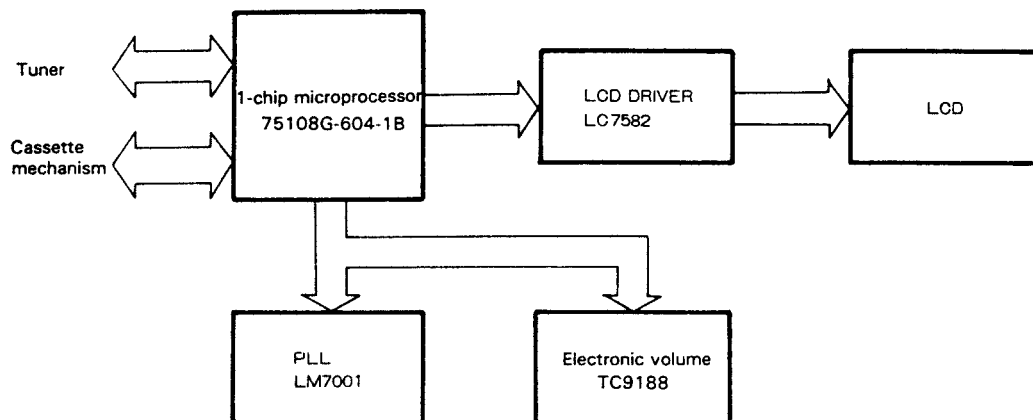 Tuner
Cassette
mechanism
1-chip microprocessor
75108G-604-1B
LCD DRIVER
LC7582
LCD
PLL
LM7001
Electronic volume
TC9188